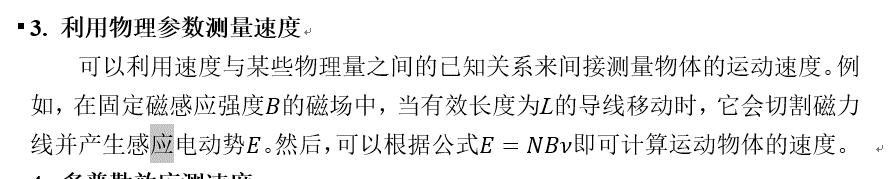 3. 利用物理参数测量速度
可以利用速度与某些物理量之间的已知关系来间接测量物体的运动速度。例
如，在固定磁感应强度B的磁场中，当有效长度为L的导线移动时，它会切割磁力
线并产生感应电动势E。然后，可以根据公式E = NBv即可计算运动物体的速度。